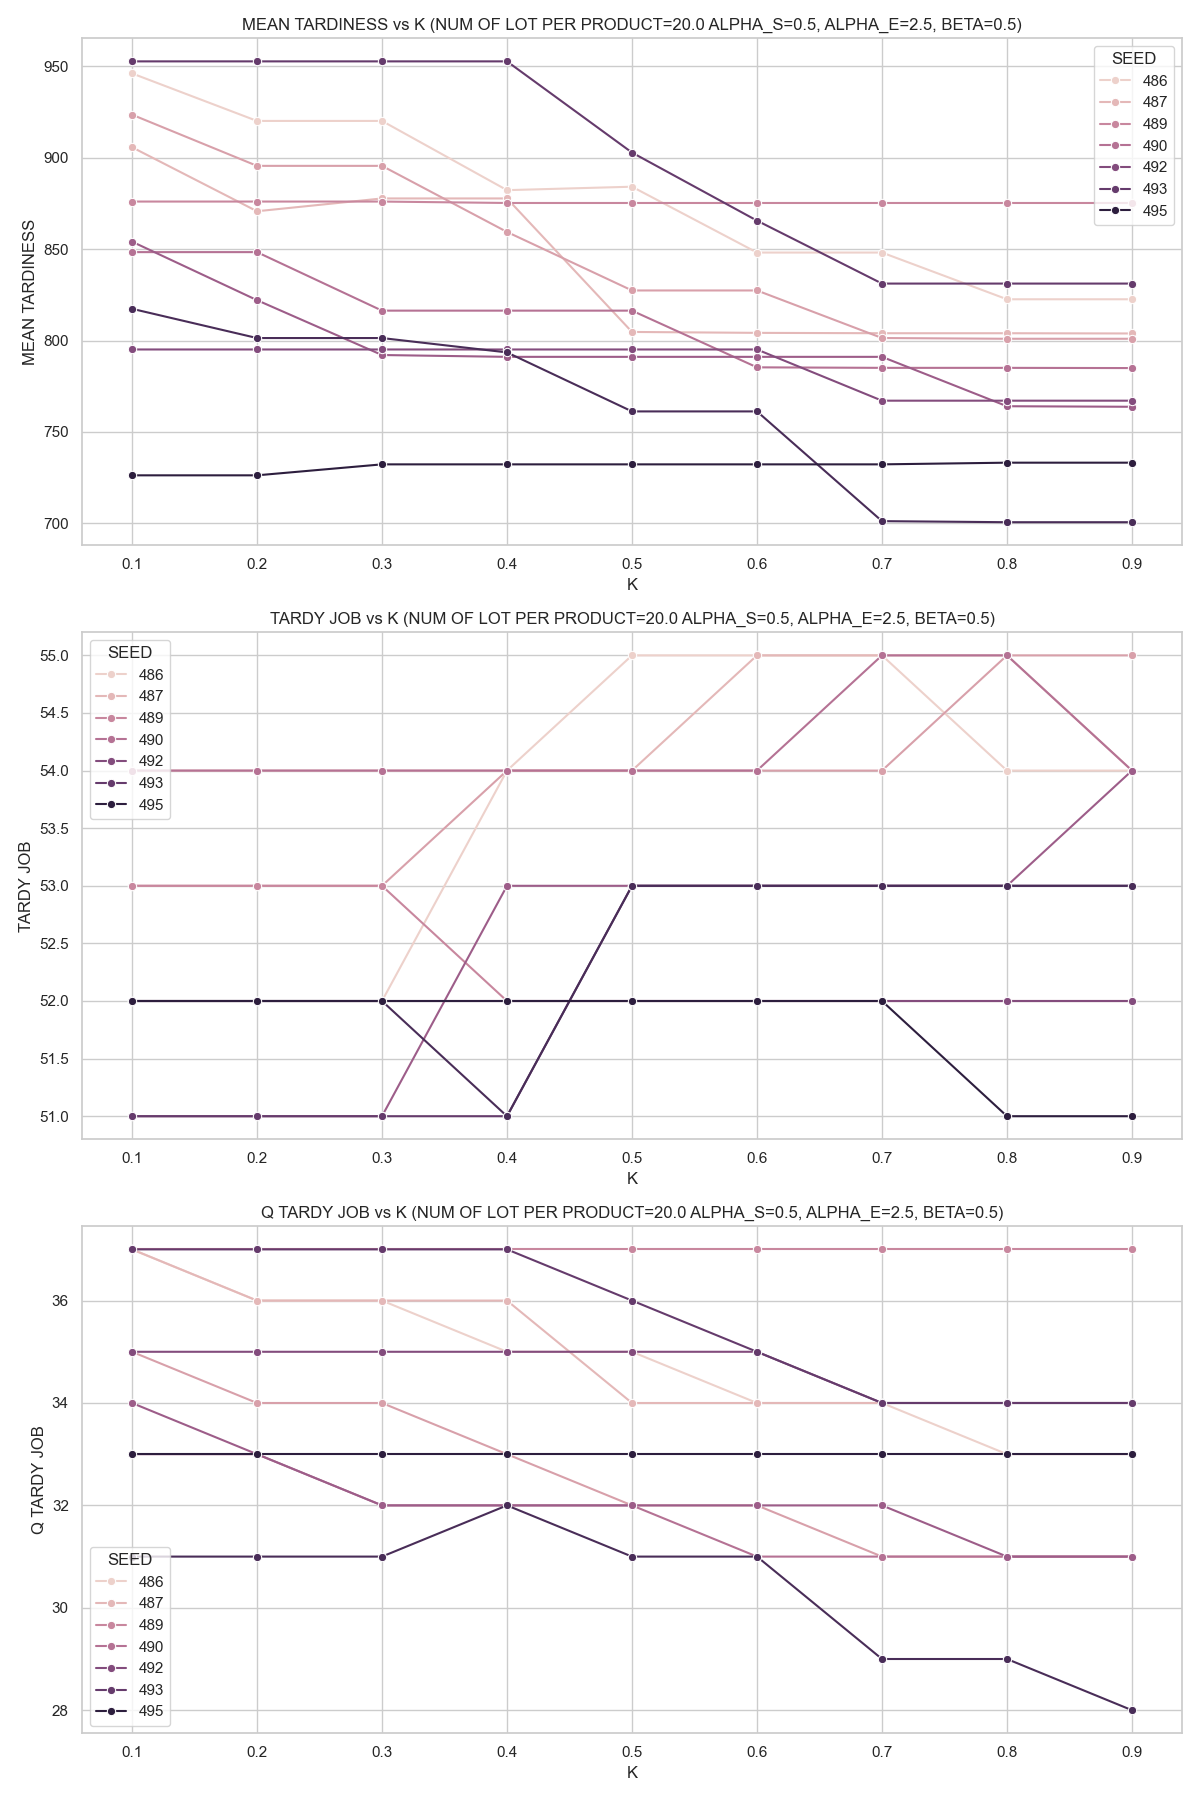 MEAN TARDINESS vs K (NUM OF LOT PER PRODUCT=20.0 ALPHA_S=0.5, ALPHA_E=2.5, BETA=0.5)
MEAN TARDINESS
950
900
850
800
750
700
SEED
486
487
489
490
492
493
495
0.1 0.2 0.3 0.4 0.5 0.6 0.7 0.8 0.9
K
TARDY JOB vs K (NUM OF LOT PER PRODUCT=20.0 ALPHA_S=0.5, ALPHA_E=2.5, BETA=0.5)
TARDY JOB
55.0
54.5
54.0
53.5
53.0
52.5
52.0
51.5
51.0
SEED
486
487
489
490
492
493
495
0.1 0.2 0.3 0.4 0.5 0.6 0.7 0.8 0.9
K
Q TARDY JOB vs K (NUM OF LOT PER PRODUCT=20.0 ALPHA_S=0.5, ALPHA_E=2.5, BETA=0.5)
Q TARDY JOB
36
34
32
30
28
SEED
486
487
489
490
492
493
495
0.1 0.2 0.3 0.4 0.5 0.6 0.7 0.8 0.9
K